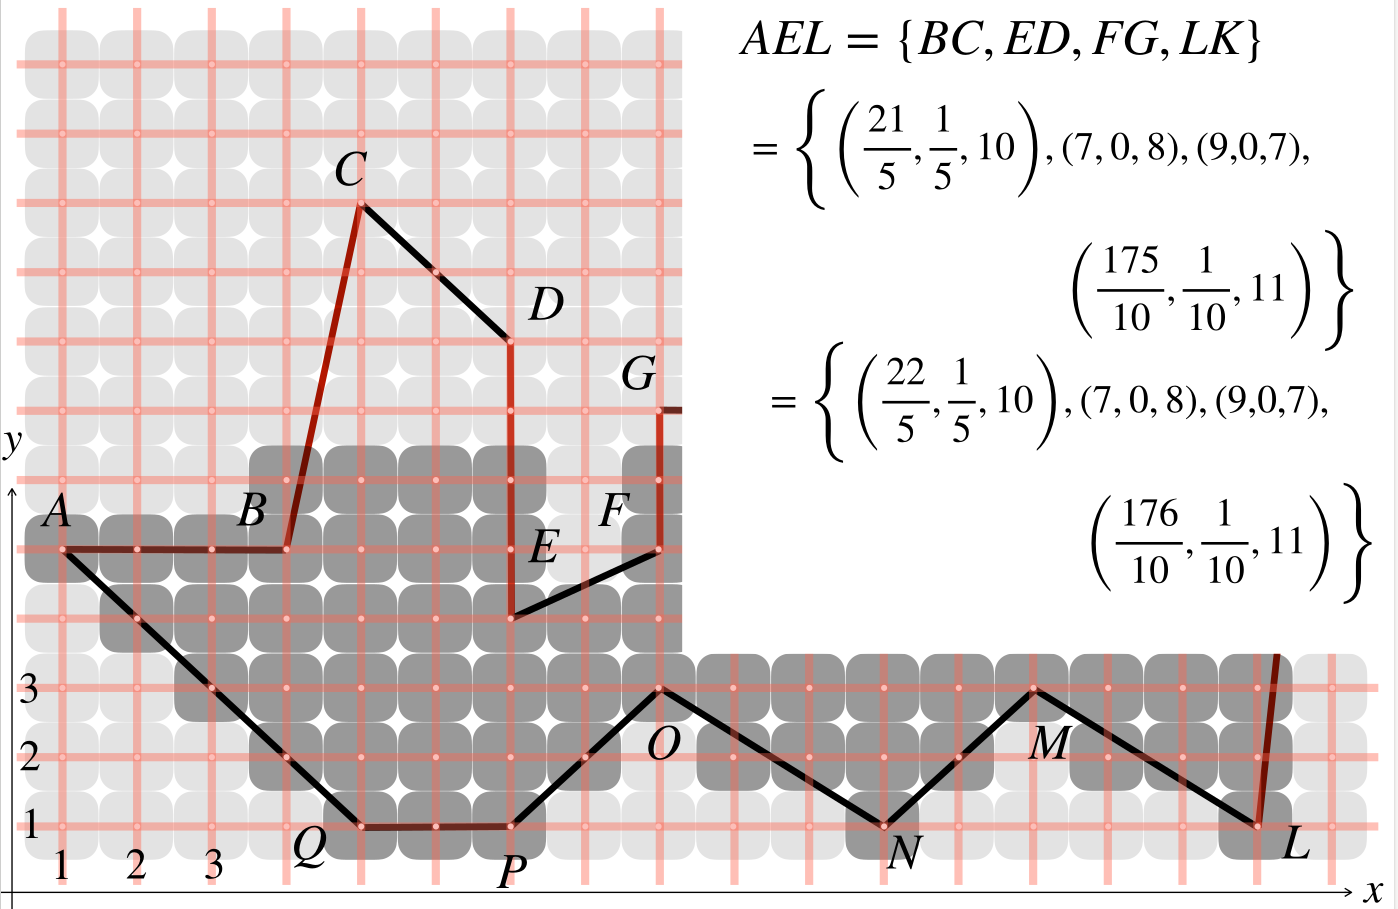 AEL = {BC, ED, FG, LK}
= { (21/5, 1/5, 10), (7, 0, 8), (9,0,7),
(175/10, 1/10, 11) }
= { (22/5, 1/5, 10), (7, 0, 8), (9,0,7),
(176/10, 1/10, 11) }
C
D
G
y
A
B
F
E
3
O
M
2
1
Q
N
L
1
2
3
P
x